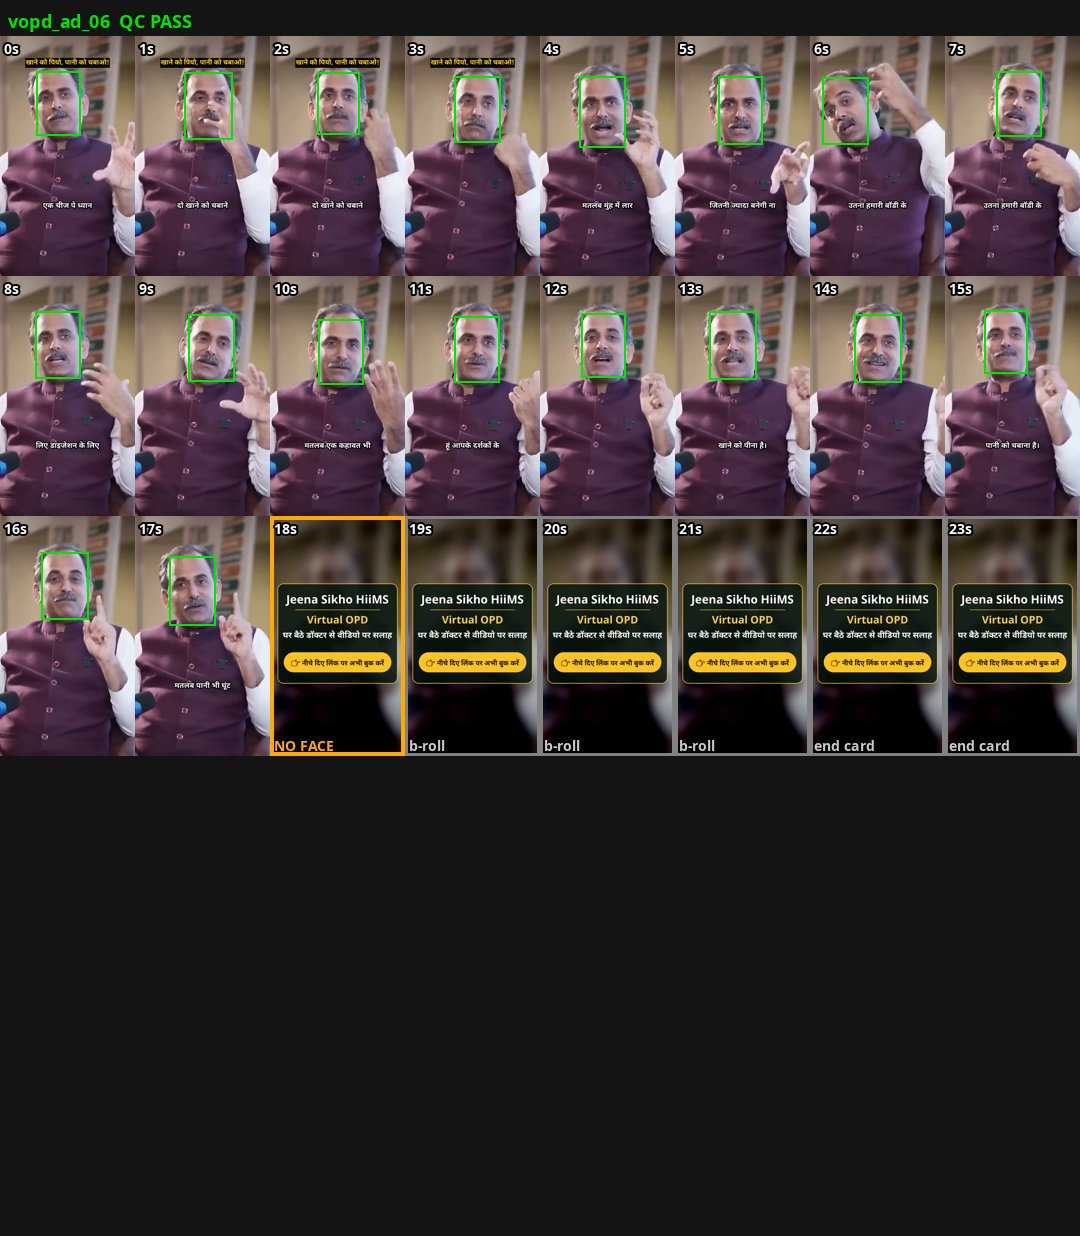 vopd_ad_06 QC PASS
0s
खाने को पियो, पानी को चबाओ!
एक चीज पे ध्यान
1s
खाने को पियो, पानी को चबाओ!
दो खाने को चबाने
2s
खाने को पियो, पानी को चबाओ!
दो खाने को चबाने
3s
खाने को पियो, पानी को चबाओ!
4s
मतलब मुंह में लार
5s
जितनी ज्यादा बनेगी ना
6s
उतना हमारी बॉडी के
7s
उतना हमारी बॉडी के
8s
लिए डाइजेशन के लिए
9s
10s
मतलब एक कहावत भी
11s
हूं आपके दर्शकों के
12s
13s
खाने को पीना है।
14s
15s
पानी को चबाना है।
16s
17s
मतलब पानी भी घूंट
18s
Jeena Sikho HiiMS
Virtual OPD
घर बैठे डॉक्टर से वीडियो पर सलाह
👉 नीचे दिए लिंक पर अभी बुक करें
NO FACE
19s
Jeena Sikho HiiMS
Virtual OPD
घर बैठे डॉक्टर से वीडियो पर सलाह
👉 नीचे दिए लिंक पर अभी बुक करें
b-roll
20s
Jeena Sikho HiiMS
Virtual OPD
घर बैठे डॉक्टर से वीडियो पर सलाह
👉 नीचे दिए लिंक पर अभी बुक करें
b-roll
21s
Jeena Sikho HiiMS
Virtual OPD
घर बैठे डॉक्टर से वीडियो पर सलाह
👉 नीचे दिए लिंक पर अभी बुक करें
b-roll
22s
Jeena Sikho HiiMS
Virtual OPD
घर बैठे डॉक्टर से वीडियो पर सलाह
👉 नीचे दिए लिंक पर अभी बुक करें
end card
23s
Jeena Sikho HiiMS
Virtual OPD
घर बैठे डॉक्टर से वीडियो पर सलाह
👉 नीचे दिए लिंक पर अभी बुक करें
end card